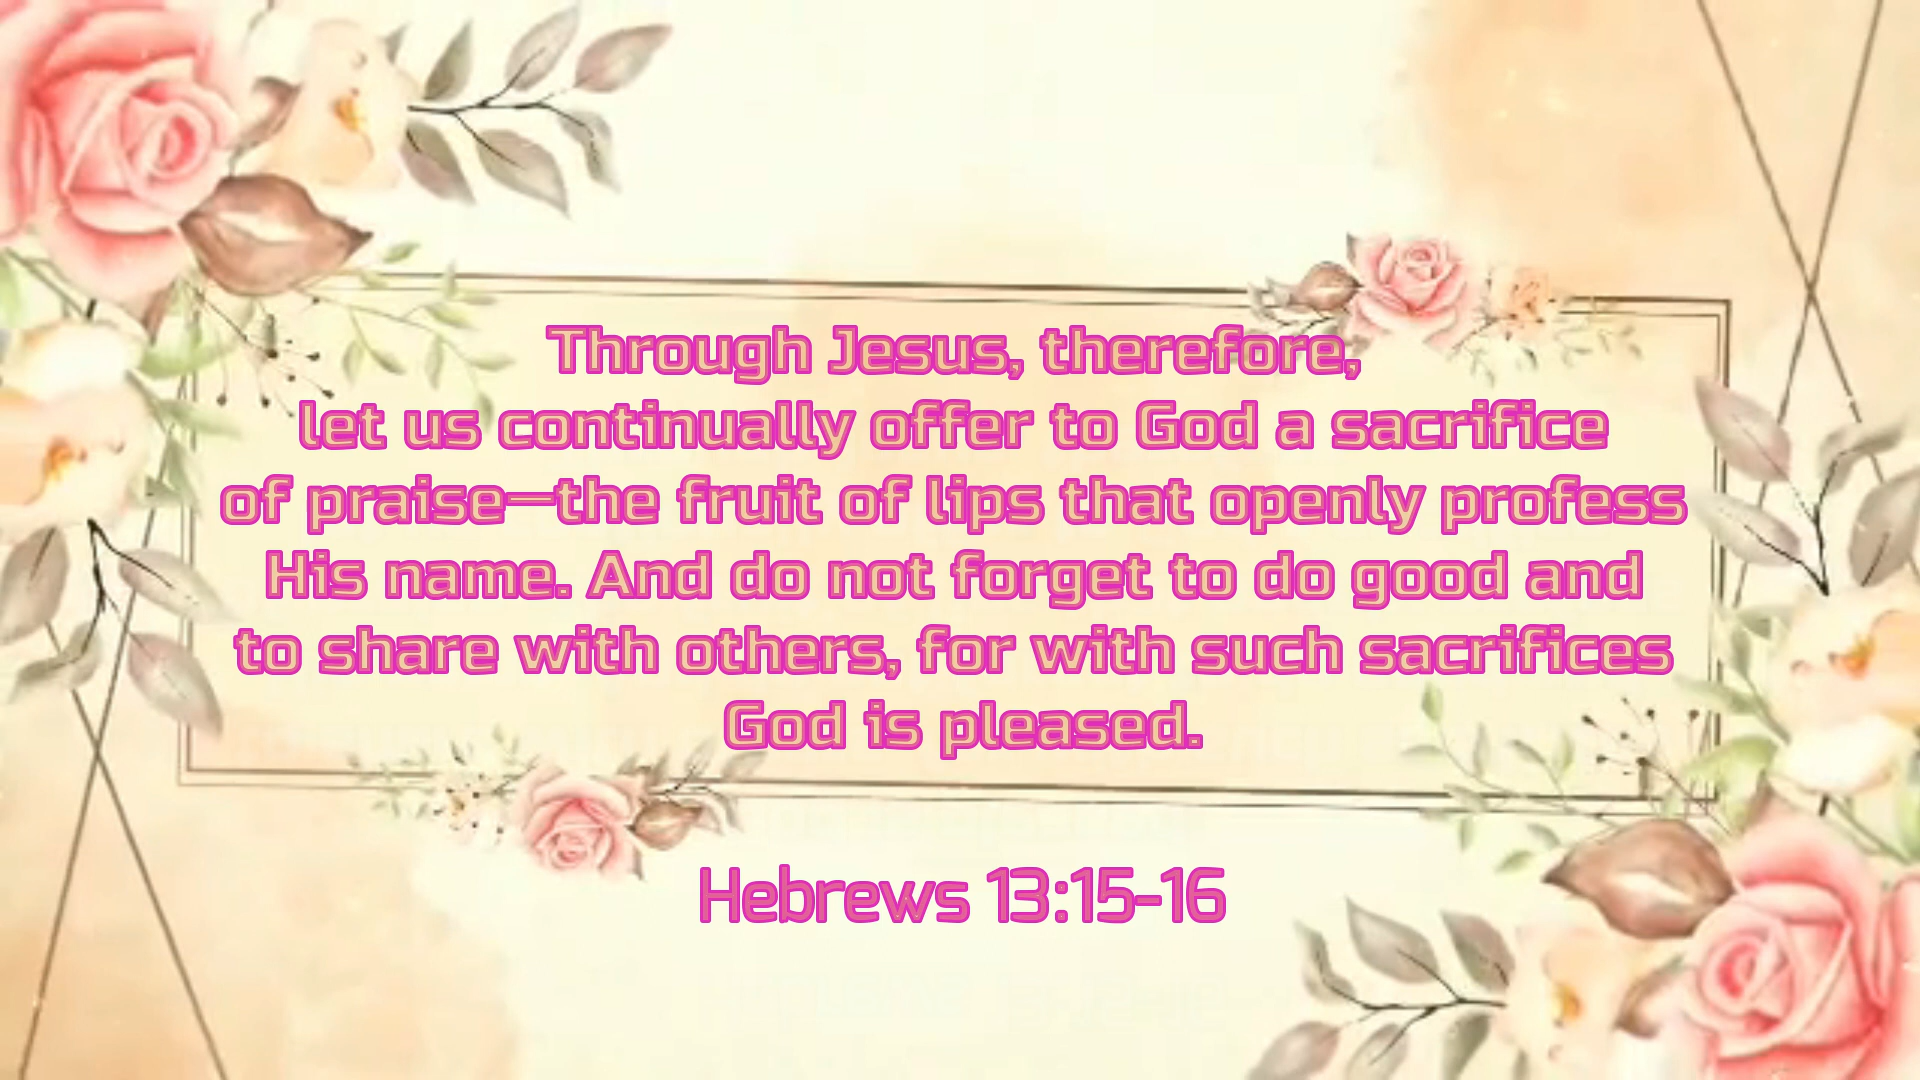 Through Jesus, therefore,
let us continually offer to God a sacrifice
of praise—the fruit of lips that openly profess
His name. And do not forget to do good and
to share with others, for with such sacrifices
God is pleased.
Hebrews 13:15-16